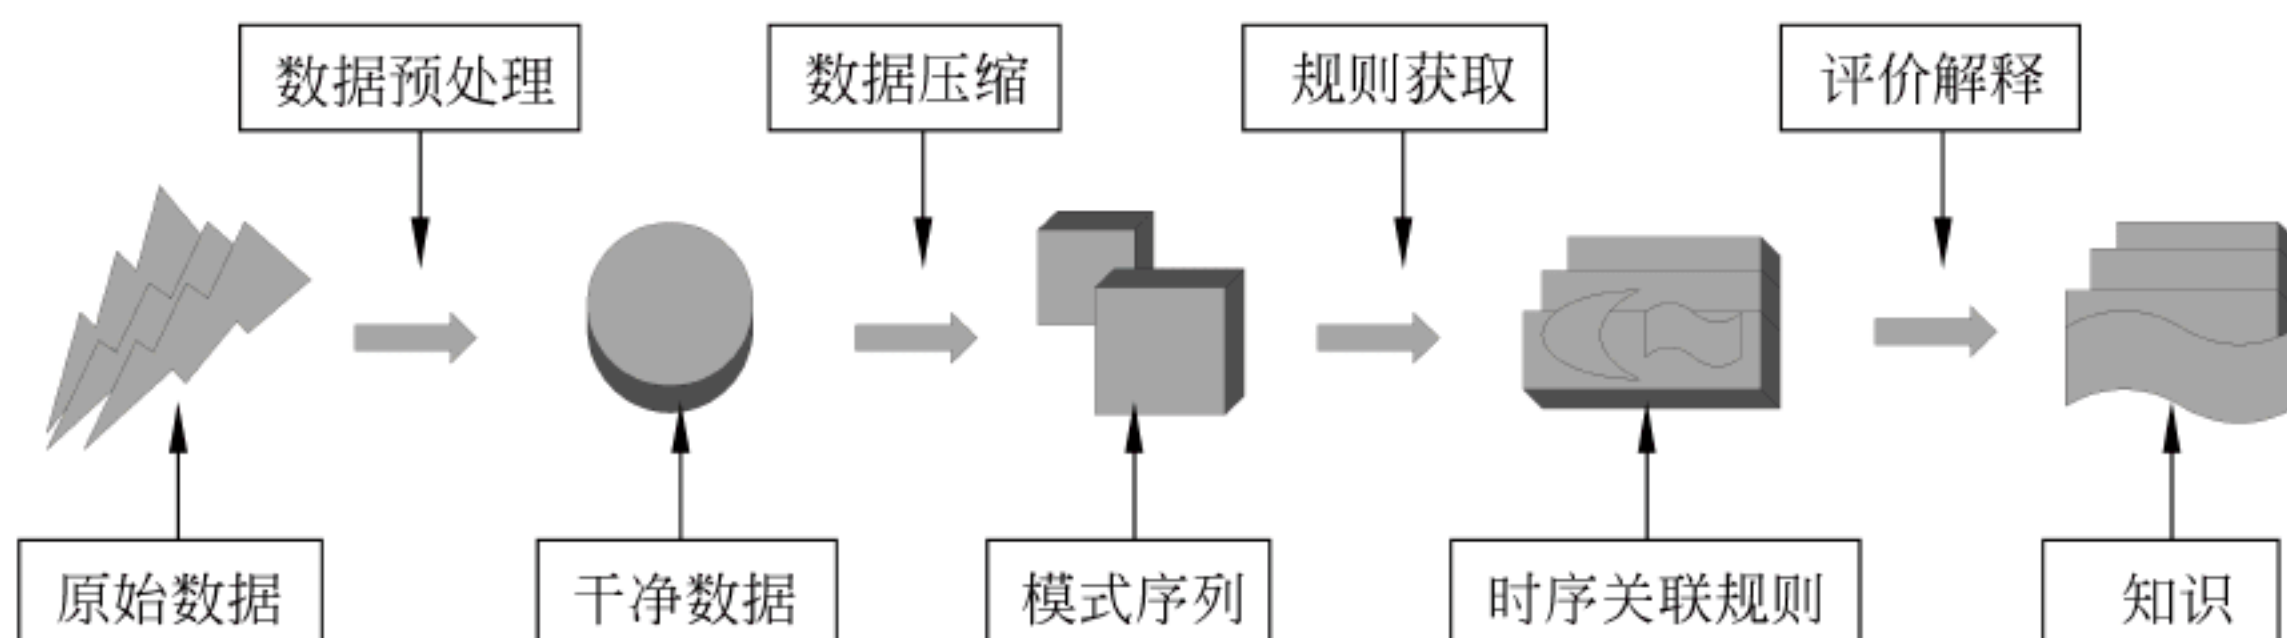 数据预处理
数据压缩
规则获取
评价解释
原始数据
干净数据
模式序列
时序关联规则
知识